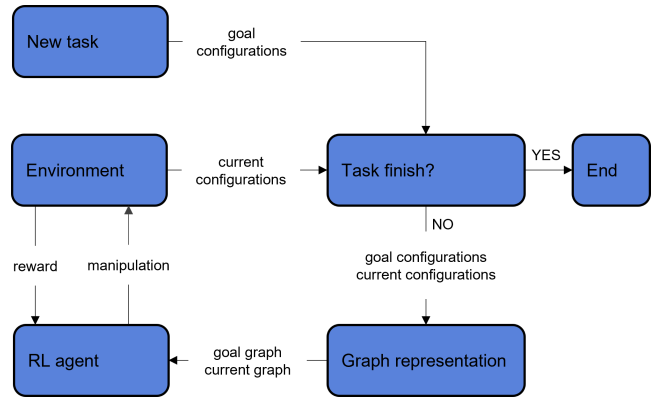 New task
goal
configurations
Environment
current
configurations
Task finish?
YES
End
NO
reward
manipulation
goal configurations
current configurations
RL agent
goal graph
current graph
Graph representation